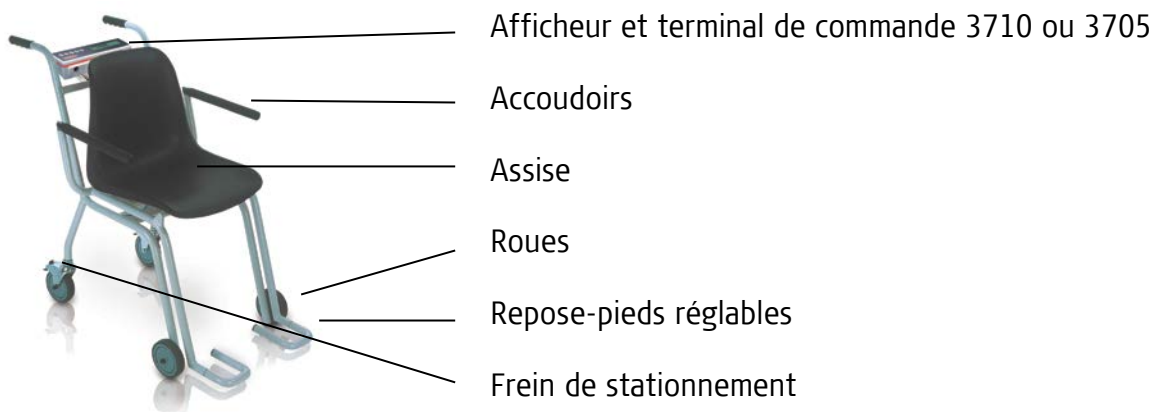 Afficheur et terminal de commande 3710 ou 3705
Accoudoirs
Assise
Roues
Repose-pieds réglables
Frein de stationnement